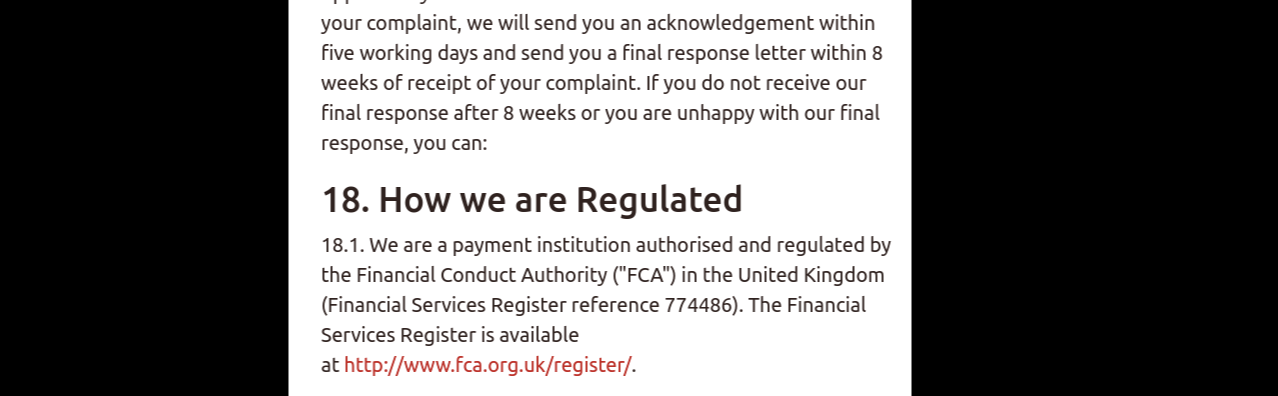 your complaint, we will send you an acknowledgement within
five working days and send you a final response letter within 8
weeks of receipt of your complaint. If you do not receive our
final response after 8 weeks or you are unhappy with our final
response, you can:
18. How we are Regulated
18.1. We are a payment institution authorised and regulated by
the Financial Conduct Authority ("FCA") in the United Kingdom
(Financial Services Register reference 774486). The Financial
Services Register is available
at http://www.fca.org.uk/register/.